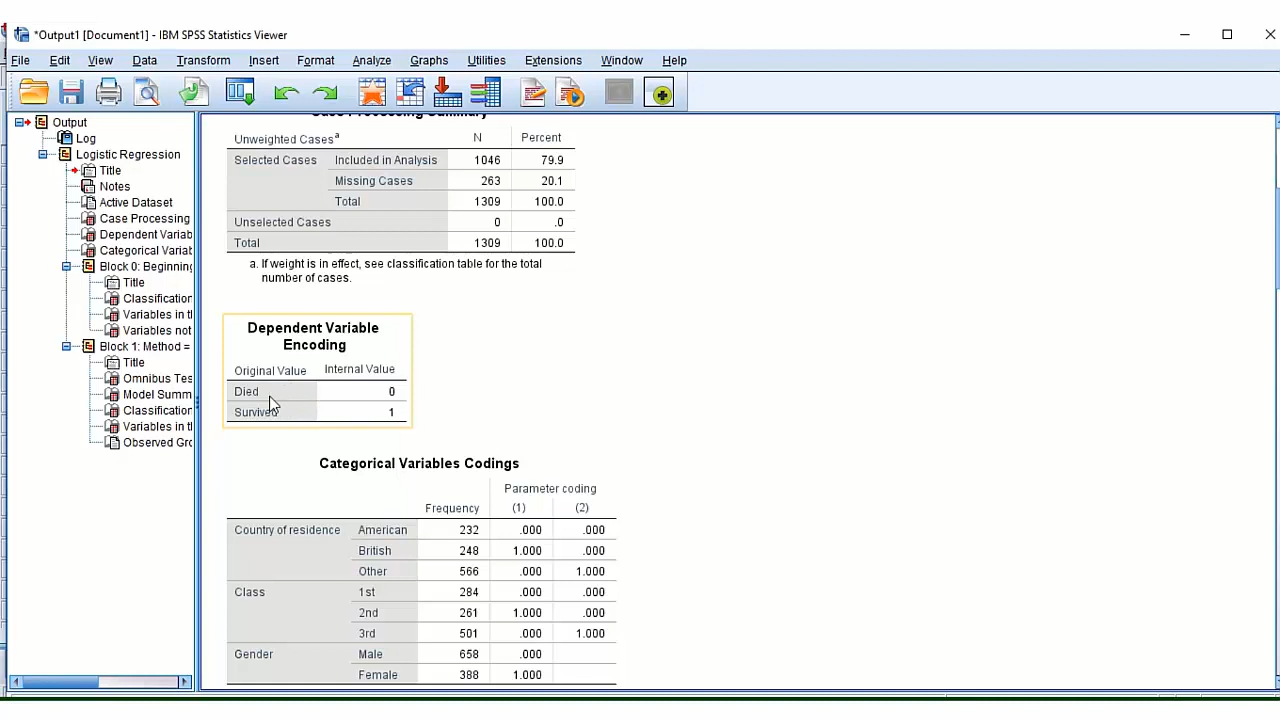 *Output1 [Document1] - IBM SPSS Statistics Viewer
File Edit View Data Transform Insert Format Analyze Graphs Utilities Extensions Window Help
Output
Log
Logistic Regression
Title
Notes
Active Dataset
Case Processing
Dependent Variab
Categorical Variat
Block 0: Beginning
Title
Classification
Variables in tl
Variables not
Block 1: Method =
Title
Omnibus Tes
Model Summ
Classification
Variables in tl
Observed Gro
Case Processing Summary
Unweighted Casesᵃ N Percent
Selected Cases Included in Analysis 1046 79.9
Missing Cases 263 20.1
Total 1309 100.0
Unselected Cases 0 .0
Total 1309 100.0
a. If weight is in effect, see classification table for the total
number of cases.
Dependent Variable
Encoding
Original Value Internal Value
Died 0
Survived 1
Categorical Variables Codings
Parameter coding
Frequency (1) (2)
Country of residence American 232 .000 .000
British 248 1.000 .000
Other 566 .000 1.000
Class 1st 284 .000 .000
2nd 261 1.000 .000
3rd 501 .000 1.000
Gender Male 658 .000
Female 388 1.000